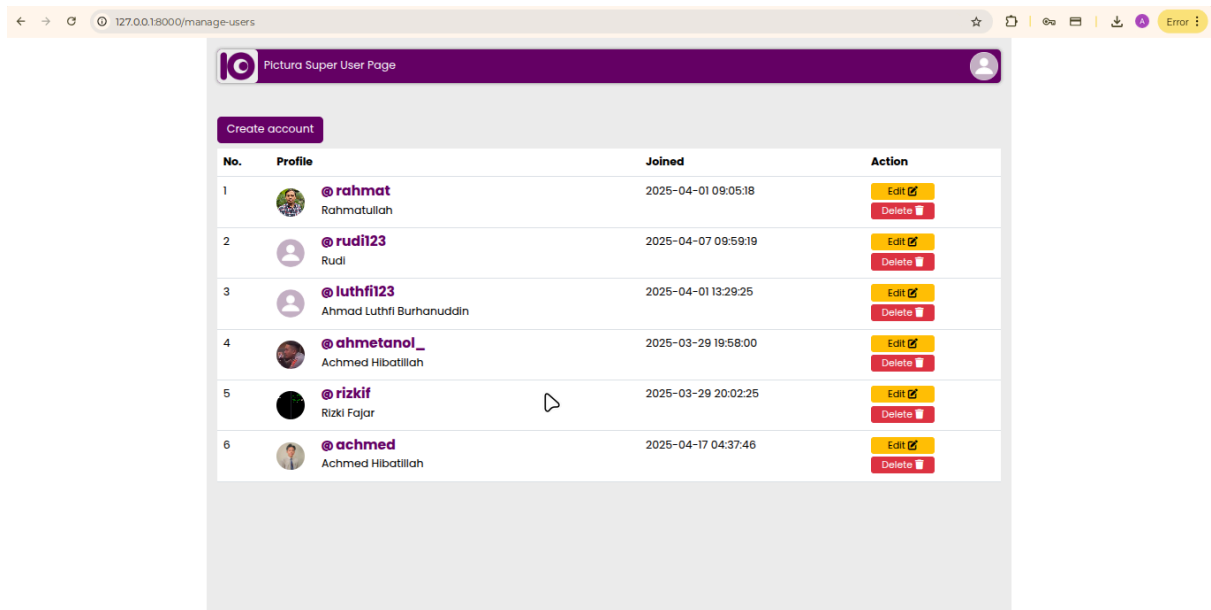 127.0.0.1:8000/manage-users
A
Error
Pictura Super User Page
Create account
No. Profile Joined Action
1 @rahmat 2025-04-01 09:05:18 Edit
Rahmatullah Delete
2 @rudi123 2025-04-07 09:59:19 Edit
Rudi Delete
3 @luthfi123 2025-04-01 13:29:25 Edit
Ahmad Luthfi Burhanuddin Delete
4 @ahmetanol_ 2025-03-29 19:58:00 Edit
Achmed Hibatillah Delete
5 @rizkif 2025-03-29 20:02:25 Edit
Rizki Fajar Delete
6 @achmed 2025-04-17 04:37:46 Edit
Achmed Hibatillah Delete